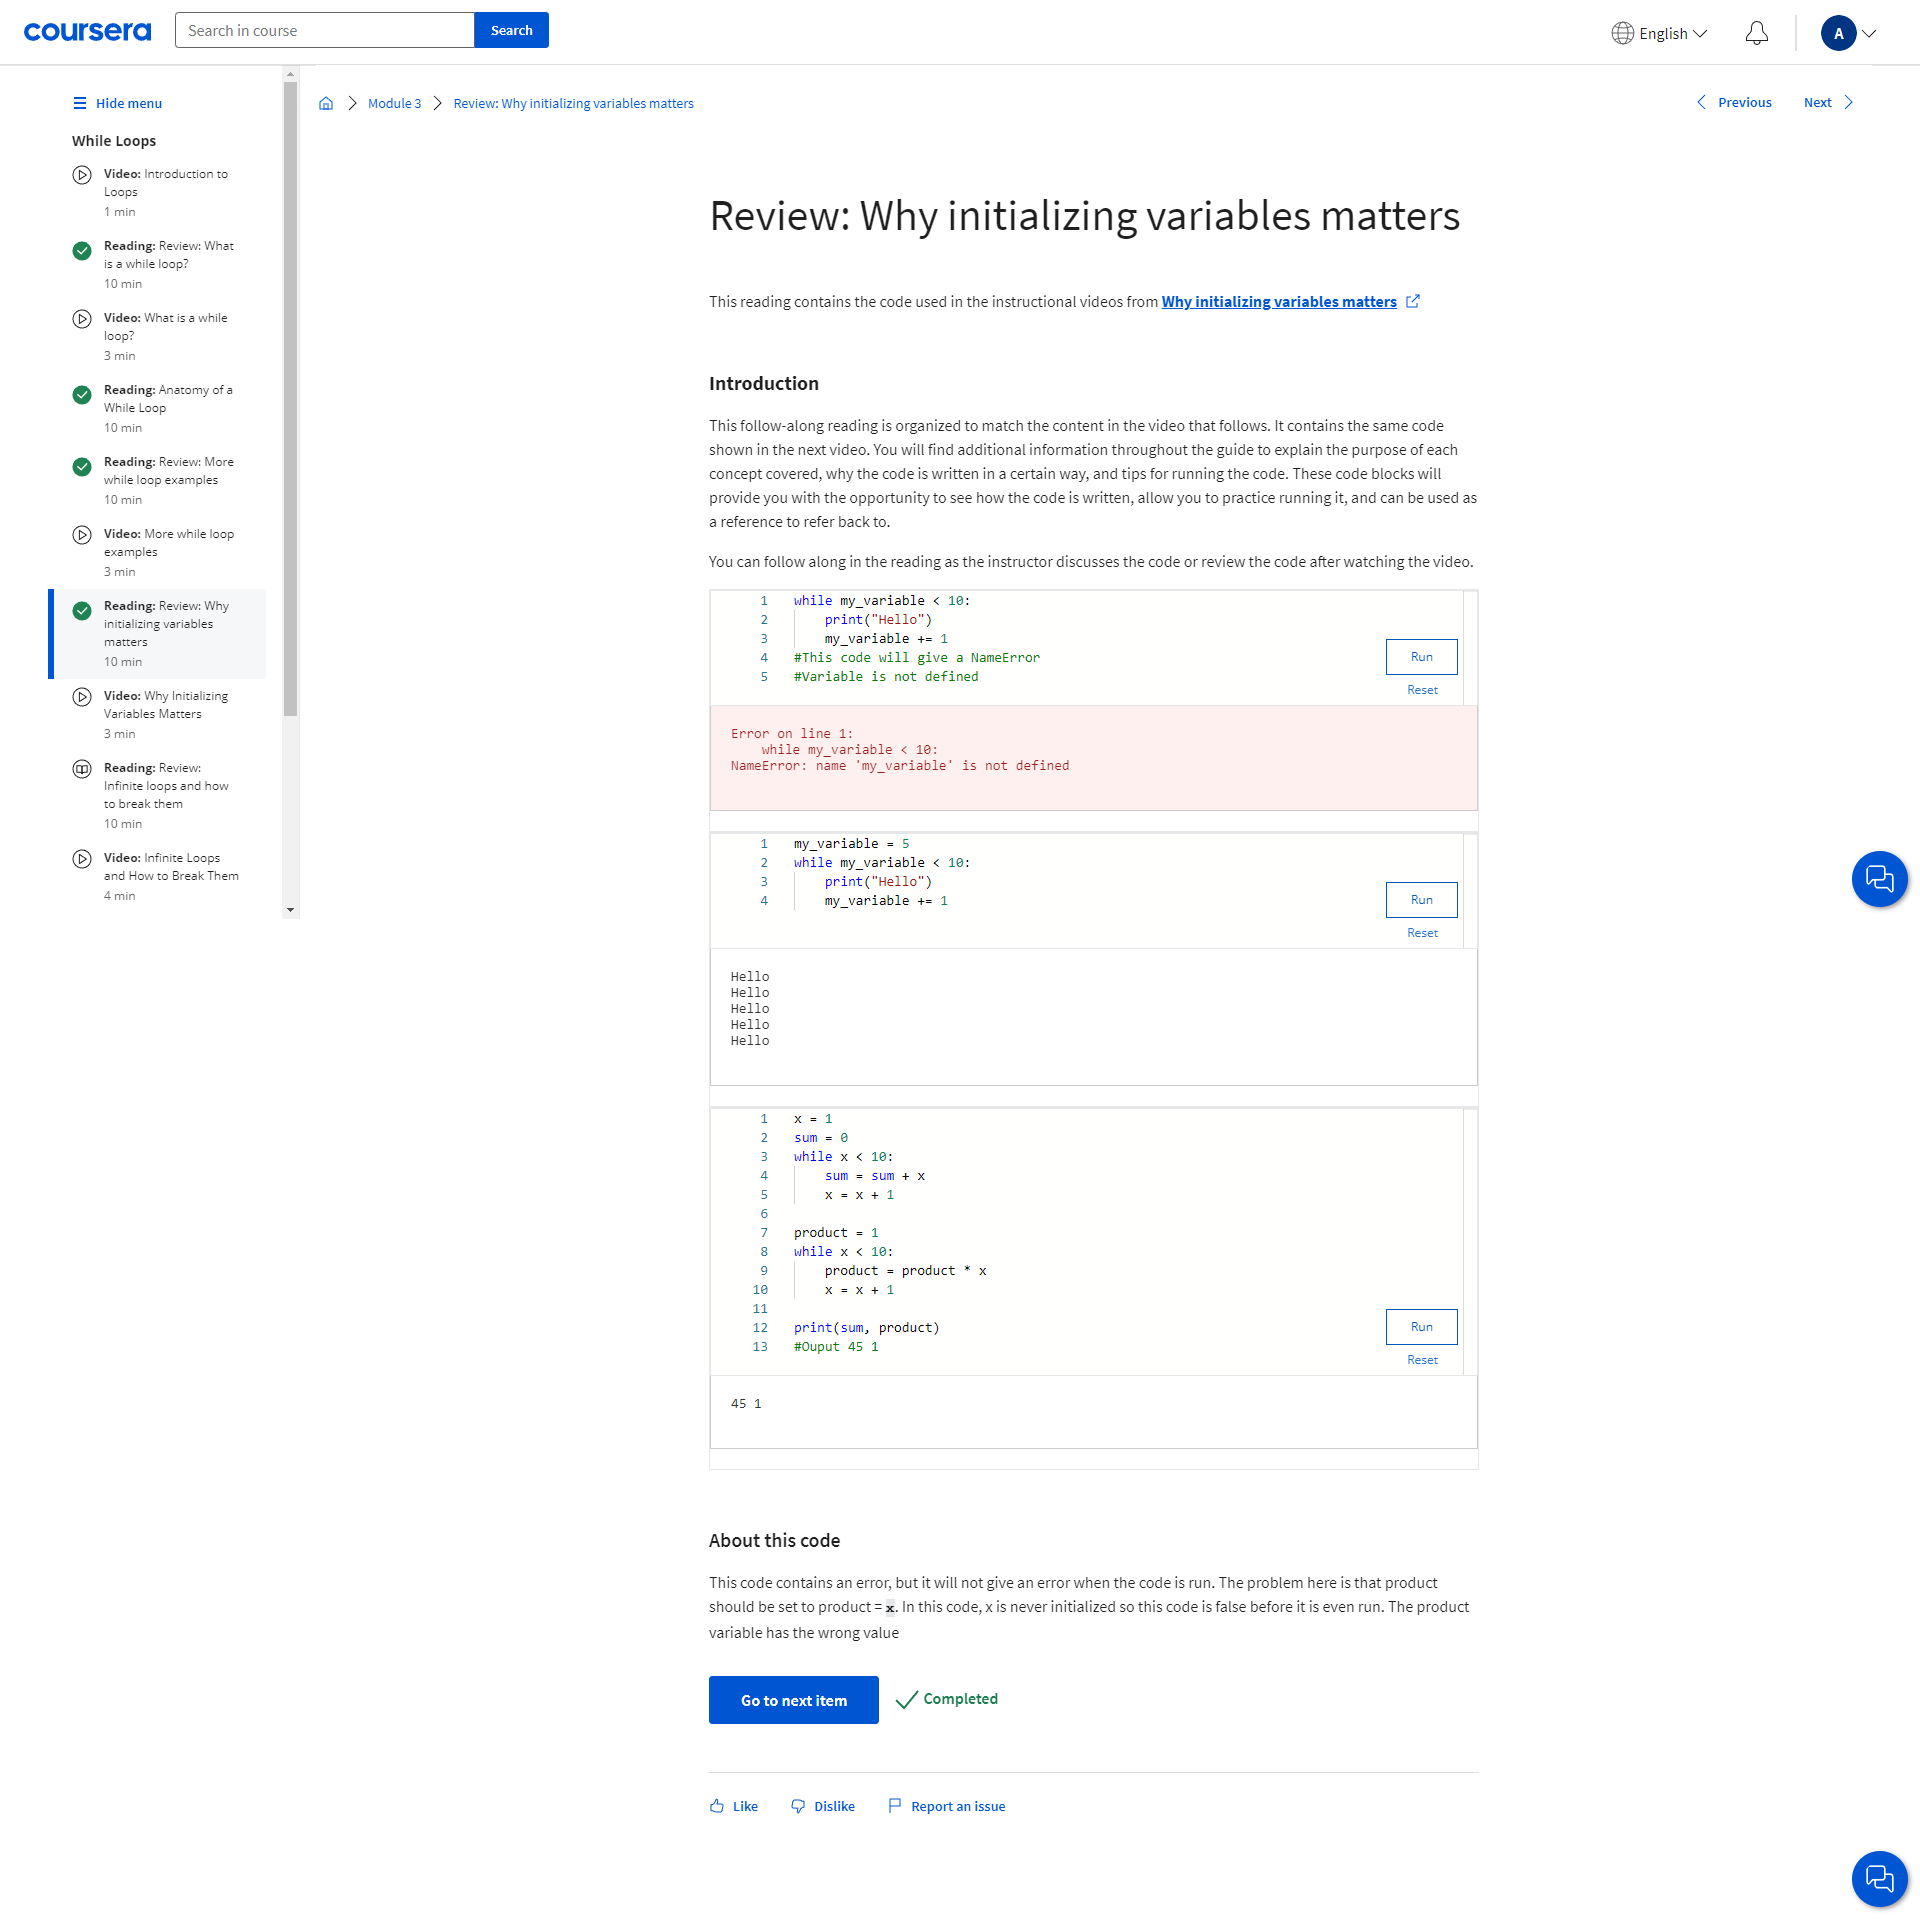 coursera
Search in course
Search
English
A
Hide menu
While Loops
Video: Introduction to
Loops
1 min
Reading: Review: What
is a while loop?
10 min
Video: What is a while
loop?
3 min
Reading: Anatomy of a
While Loop
10 min
Reading: Review: More
while loop examples
10 min
Video: More while loop
examples
3 min
Reading: Review: Why
initializing variables
matters
10 min
Video: Why Initializing
Variables Matters
3 min
Reading: Review:
Infinite loops and how
to break them
10 min
Video: Infinite Loops
and How to Break Them
4 min
Module 3
Review: Why initializing variables matters
Previous
Next
Review: Why initializing variables matters
This reading contains the code used in the instructional videos from Why initializing variables matters
Introduction
This follow-along reading is organized to match the content in the video that follows. It contains the same code
shown in the next video. You will find additional information throughout the guide to explain the purpose of each
concept covered, why the code is written in a certain way, and tips for running the code. These code blocks will
provide you with the opportunity to see how the code is written, allow you to practice running it, and can be used as
a reference to refer back to.
You can follow along in the reading as the instructor discusses the code or review the code after watching the video.
1 while my_variable < 10:
2     print("Hello")
3     my_variable += 1
4 #This code will give a NameError
5 #Variable is not defined
Run
Reset
Error on line 1:
    while my_variable < 10:
NameError: name 'my_variable' is not defined
1 my_variable = 5
2 while my_variable < 10:
3     print("Hello")
4     my_variable += 1
Run
Reset
Hello
Hello
Hello
Hello
Hello
1 x = 1
2 sum = 0
3 while x < 10:
4     sum = sum + x
5     x = x + 1
6
7 product = 1
8 while x < 10:
9     product = product * x
10     x = x + 1
11
12 print(sum, product)
13 #Ouput 45 1
Run
Reset
45 1
About this code
This code contains an error, but it will not give an error when the code is run. The problem here is that product
should be set to product = x. In this code, x is never initialized so this code is false before it is even run. The product
variable has the wrong value
Go to next item
Completed
Like
Dislike
Report an issue